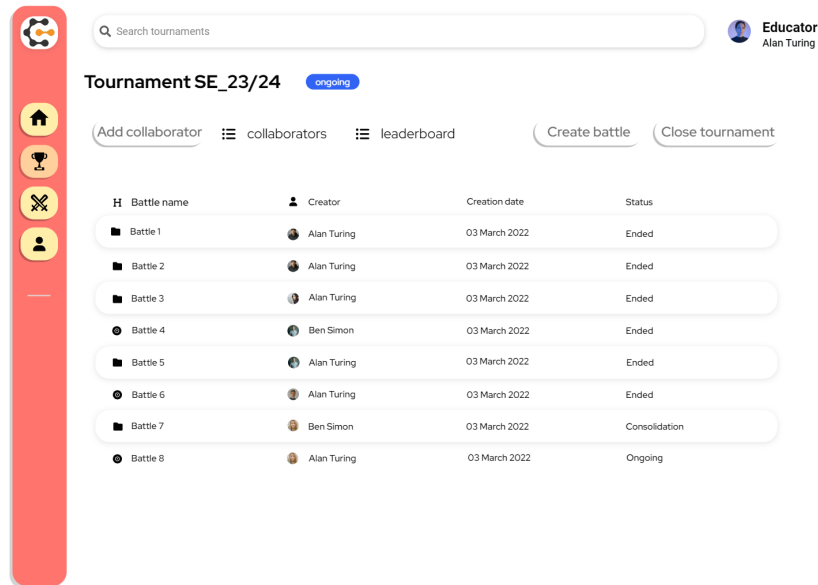 Search tournaments
Educator
Alan Turing
Tournament SE_23/24 ongoing
Add collaborator collaborators leaderboard Create battle Close tournament
H Battle name Creator Creation date Status
Battle 1 Alan Turing 03 March 2022 Ended
Battle 2 Alan Turing 03 March 2022 Ended
Battle 3 Alan Turing 03 March 2022 Ended
Battle 4 Ben Simon 03 March 2022 Ended
Battle 5 Alan Turing 03 March 2022 Ended
Battle 6 Alan Turing 03 March 2022 Ended
Battle 7 Ben Simon 03 March 2022 Consolidation
Battle 8 Alan Turing 03 March 2022 Ongoing